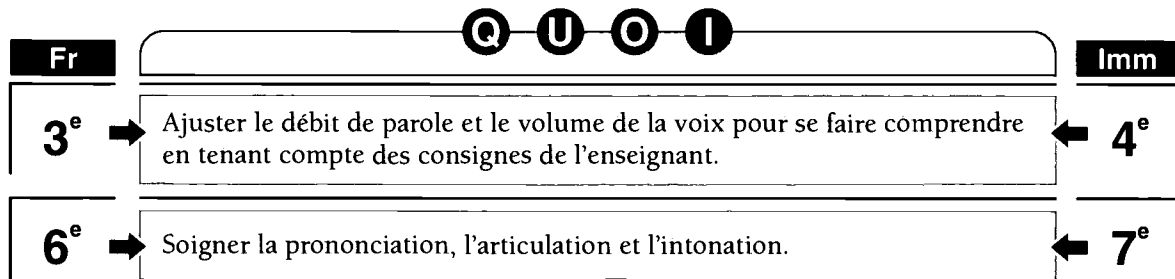 QUOI
Fr
Imm
3e
Ajuster le débit de parole et le volume de la voix pour se faire comprendre
en tenant compte des consignes de l'enseignant.
4e
6e
Soigner la prononciation, l'articulation et l'intonation.
7e